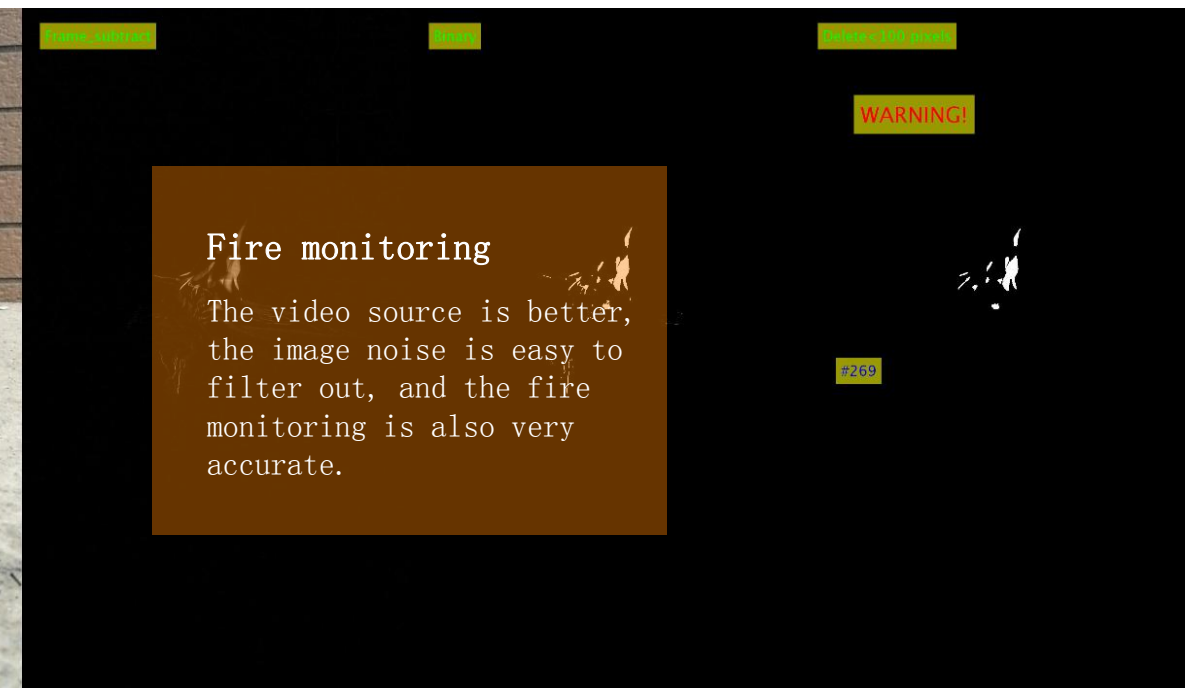 Frame_subtract
Binary
Delete<100 pixels
WARNING!
Fire monitoring
The video source is better,
the image noise is easy to
filter out, and the fire
monitoring is also very
accurate.
#269